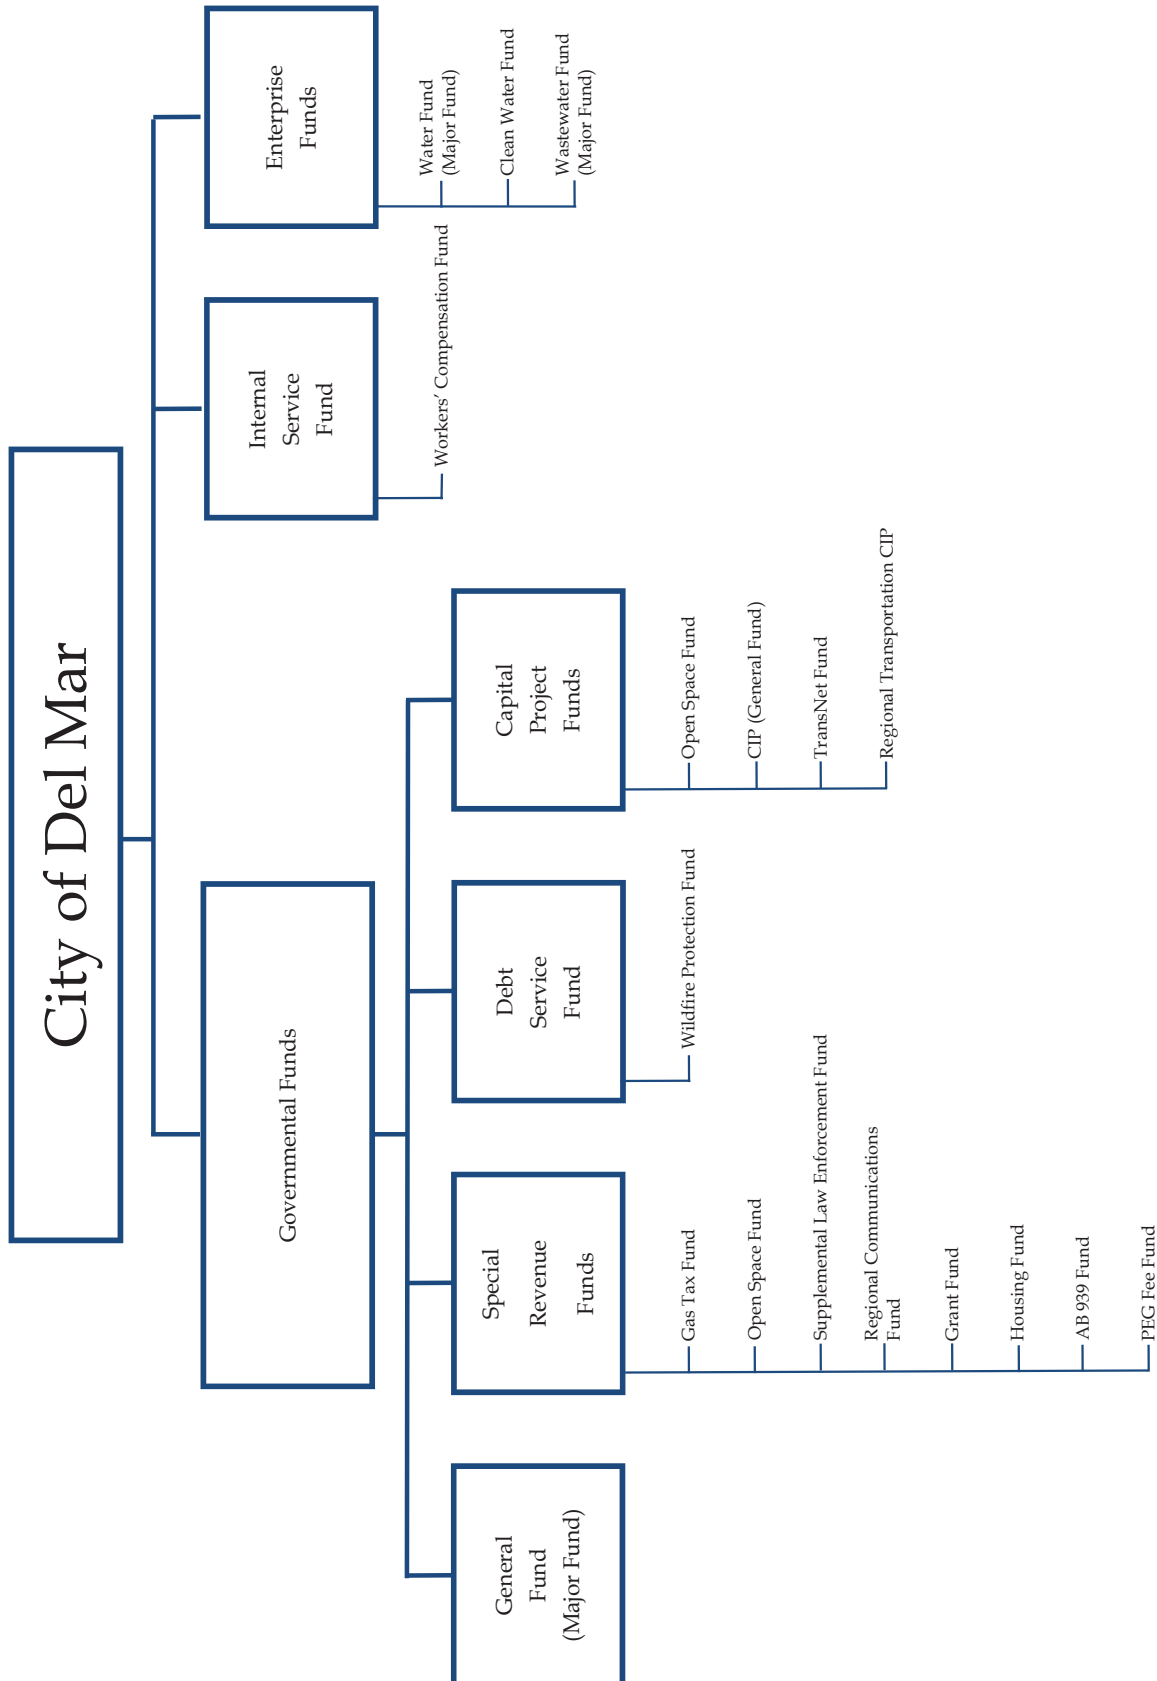 City of Del Mar
Governmental Funds
Internal
Service
Fund
Enterprise
Funds
General
Fund
(Major Fund)
Special
Revenue
Funds
Debt
Service
Fund
Capital
Project
Funds
Workers’ Compensation Fund
Water Fund
(Major Fund)
Clean Water Fund
Wastewater Fund
(Major Fund)
Gas Tax Fund
Open Space Fund
Supplemental Law Enforcement Fund
Regional Communications
Fund
Grant Fund
Housing Fund
AB 939 Fund
PEG Fee Fund
Wildfire Protection Fund
Open Space Fund
CIP (General Fund)
TransNet Fund
Regional Transportation CIP